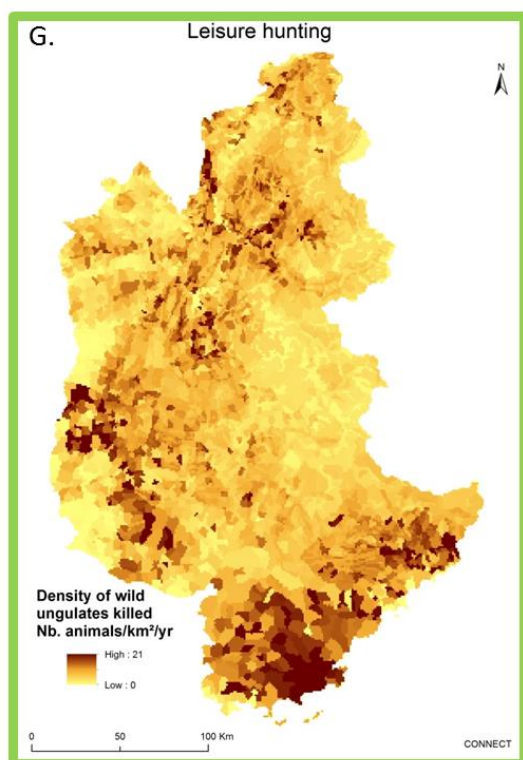 G.
Leisure hunting
N
Density of wild
ungulates killed
Nb. animals/km²/yr
High : 21
Low : 0
0 50 100 Km
CONNECT